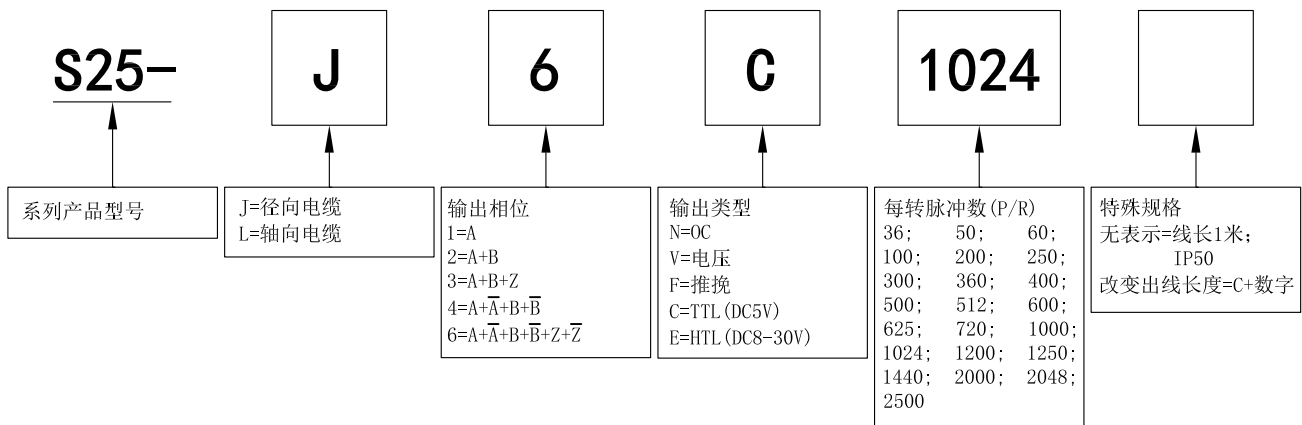 S25- J 6 C 1024
系列产品型号
J=径向电缆
L=轴向电缆
输出相位
1=A
2=A+B
3=A+B+Z
4=A+A̅+B+B̅
6=A+A̅+B+B̅+Z+Z̅
输出类型
N=OC
V=电压
F=推挽
C=TTL(DC5V)
E=HTL(DC8-30V)
每转脉冲数(P/R)
36; 50; 60;
100; 200; 250;
300; 360; 400;
500; 512; 600;
625; 720; 1000;
1024; 1200; 1250;
1440; 2000; 2048;
2500
特殊规格
无表示=线长1米;
IP50
改变出线长度=C+数字